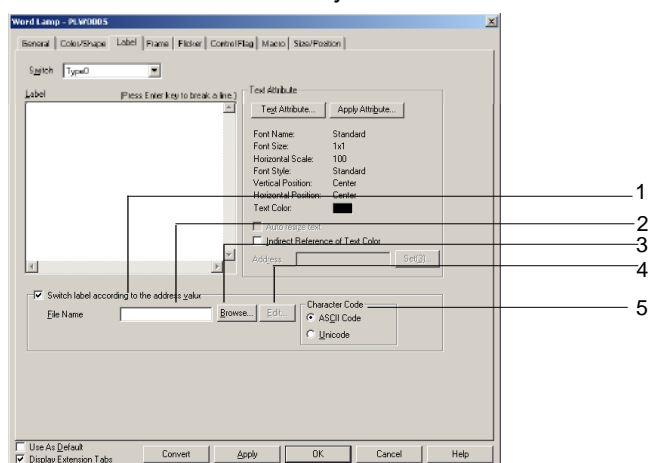 Word Lamp - PLW0005
General Color/Shape Label Frame Flicker ControlFlag Macro Size/Position
Switch Type0
Label (Press Enter key to break a line.)
Text Attribute
Text Attribute... Apply Attribute...
Font Name: Standard
Font Size: 1x1
Horizontal Scale: 100
Font Style: Standard
Vertical Position: Center
Horizontal Position: Center
Text Color:
Auto resize text
Indirect Reference of Text Color
Address Set(J)...
Switch label according to the address value
File Name Browse... Edit...
Character Code
ASCII Code
Unicode
1
2
3
4
5
Use As Default
Display Extension Tabs
Convert Apply OK Cancel Help